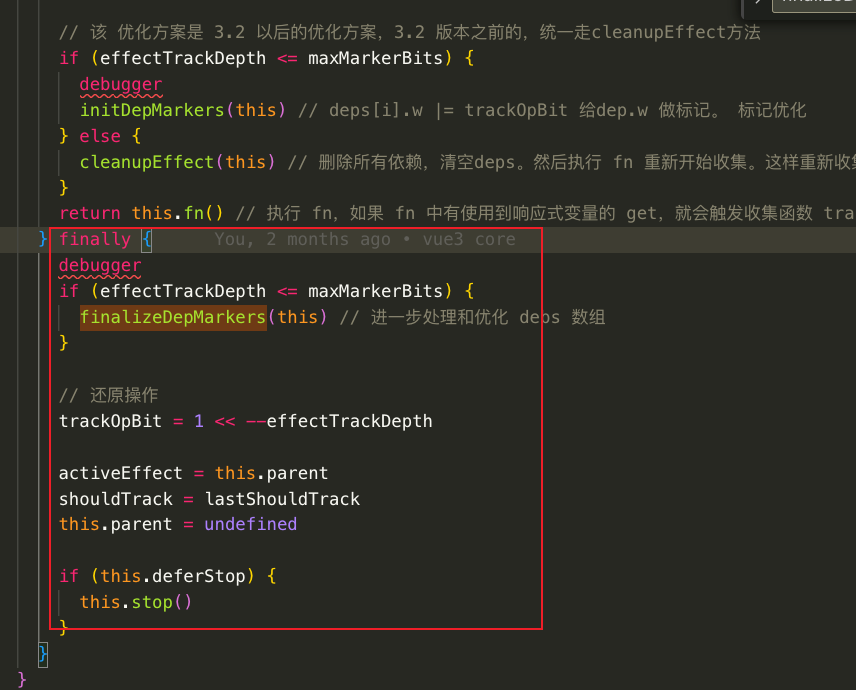 // 该 优化方案是 3.2 以后的优化方案，3.2 版本之前的，统一走cleanupEffect方法
if (effectTrackDepth <= maxMarkerBits) {
debugger
initDepMarkers(this) // deps[i].w |= trackOpBit 给dep.w 做标记。 标记优化
} else {
cleanupEffect(this) // 删除所有依赖，清空deps。然后执行 fn 重新开始收集。这样重新收
}
return this.fn() // 执行 fn，如果 fn 中有使用到响应式变量的 get，就会触发收集函数 tra
} finally { You, 2 months ago • vue3 core
debugger
if (effectTrackDepth <= maxMarkerBits) {
finalizeDepMarkers(this) // 进一步处理和优化 deps 数组
}
// 还原操作
trackOpBit = 1 << --effectTrackDepth
activeEffect = this.parent
shouldTrack = lastShouldTrack
this.parent = undefined
if (this.deferStop) {
this.stop()
}
}
}